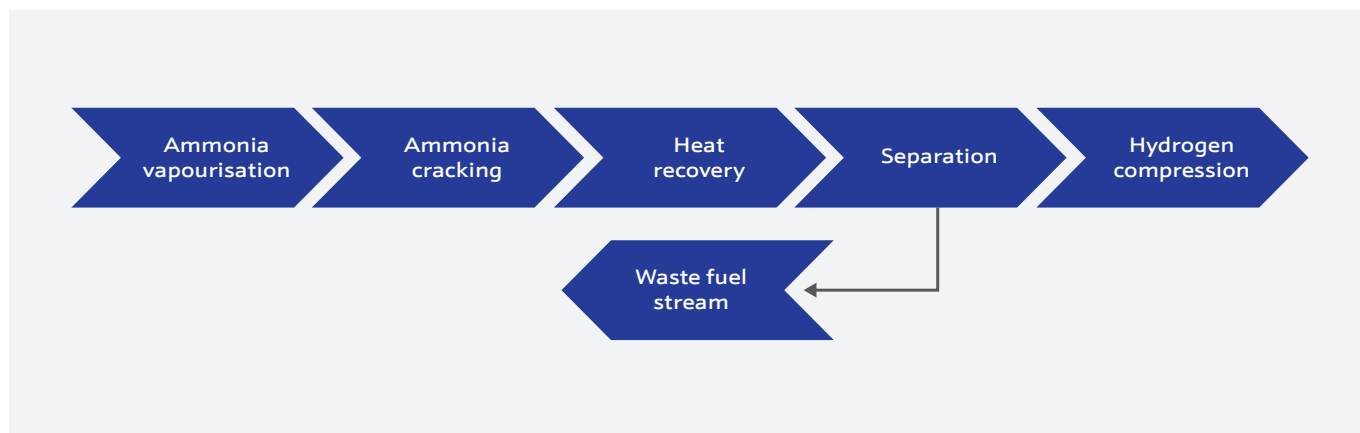 Ammonia
vapourisation
Ammonia
cracking
Heat
recovery
Separation
Hydrogen
compression
Waste fuel
stream